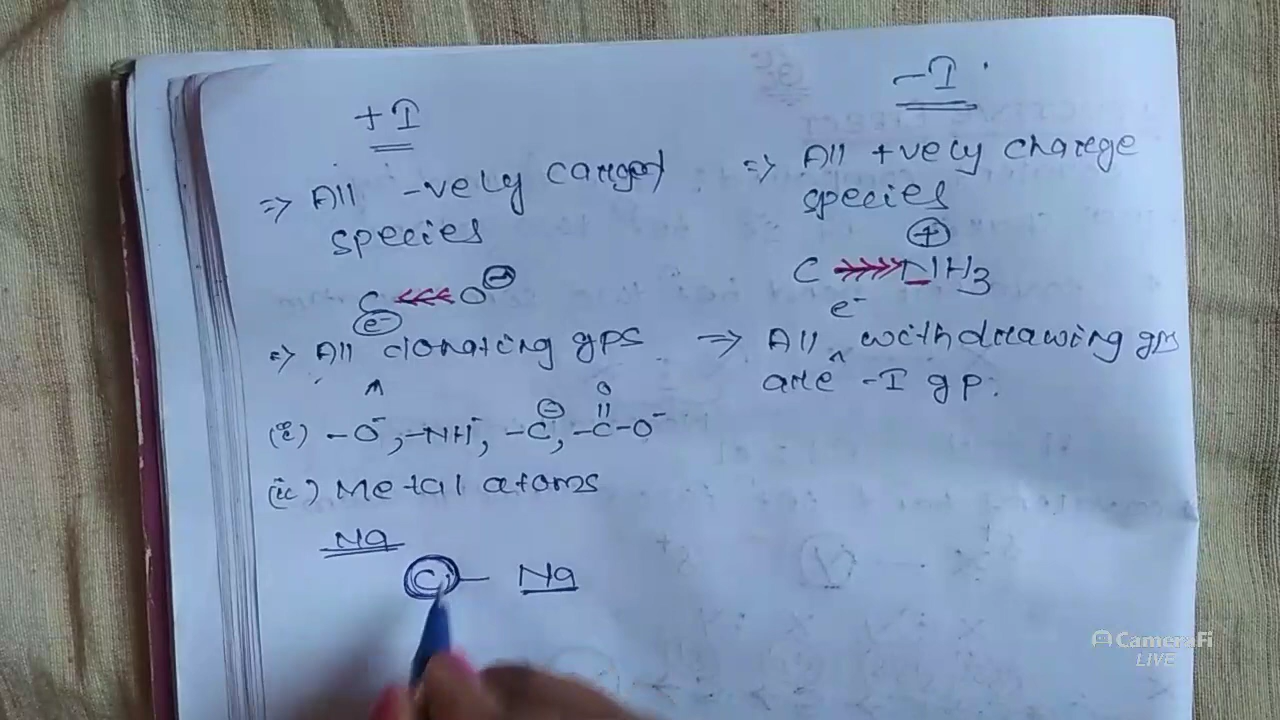 +I
⇒ All -vely carged
species
C ⋘ O ⊖
e⁻
⇒ All donating gps
(i) -O⁻, -NH⁻, -C⊖, -C-O⁻
O
||
(ii) Metal atoms
Na
C — Na
-I
⇒ All +vely charge
species
⊕
C ⋙ NH3
e⁻
⇒ All withdrawing gps
are -I gp.
CameraFi
LIVE